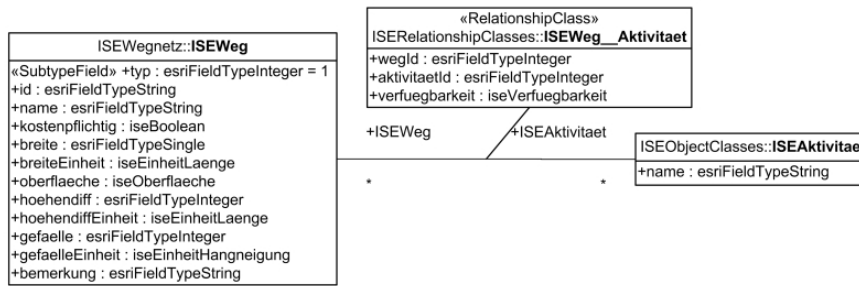 ISEWegnetz::ISEWeg
«SubtypeField» +typ : esriFieldTypeInteger = 1
+id : esriFieldTypeString
+name : esriFieldTypeString
+kostenpflichtig : iseBoolean
+breite : esriFieldTypeSingle
+breiteEinheit : iseEinheitLaenge
+oberflaeche : iseOberflaeche
+hoehendiff : esriFieldTypeInteger
+hoehendiffEinheit : iseEinheitLaenge
+gefaelle : esriFieldTypeInteger
+gefaelleEinheit : iseEinheitHangneigung
+bemerkung : esriFieldTypeString
«RelationshipClass»
ISERelationshipClasses::ISEWeg__Aktivitaet
+wegId : esriFieldTypeInteger
+aktivitaetId : esriFieldTypeInteger
+verfuegbarkeit : iseVerfuegbarkeit
+ISEWeg
+ISEAktivitaet
*
*
ISEObjectClasses::ISEAktivitae
+name : esriFieldTypeString